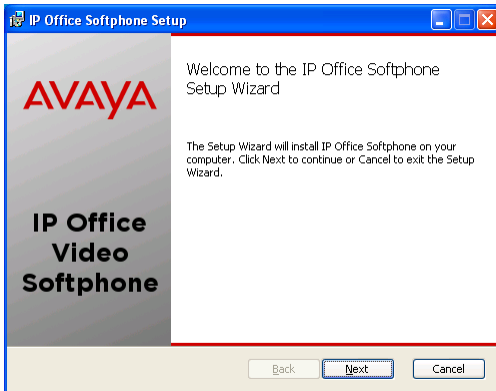 IP Office Softphone Setup
AVAYA
IP Office
Video
Softphone
Welcome to the IP Office Softphone
Setup Wizard
The Setup Wizard will install IP Office Softphone on your
computer. Click Next to continue or Cancel to exit the Setup
Wizard.
Back
Next
Cancel